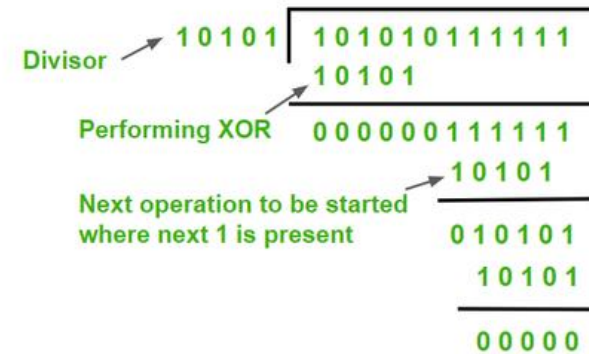 10101 101010111111
Divisor
10101
Performing XOR 000000111111
10101
Next operation to be started
where next 1 is present
010101
10101
00000